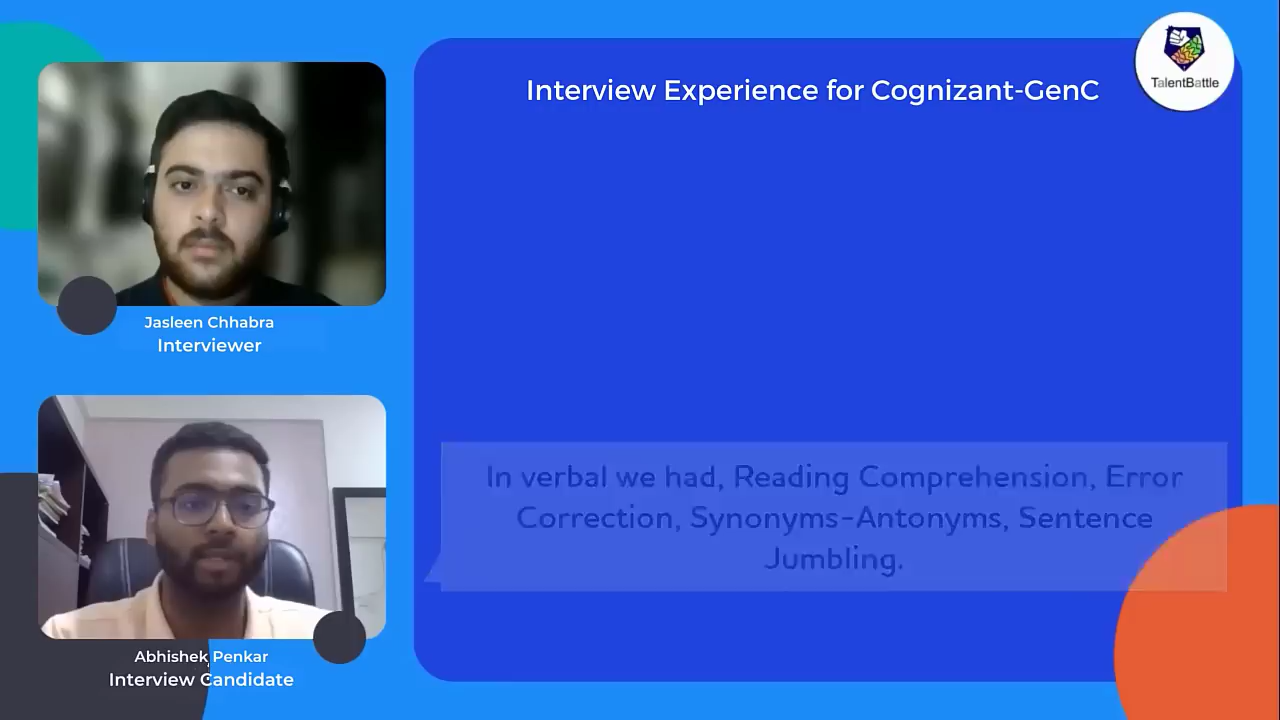 Interview Experience for Cognizant-GenC
TalentBattle
Jasleen Chhabra
Interviewer
In verbal we had, Reading Comprehension, Error
Correction, Synonyms-Antonyms, Sentence
Jumbling.
Abhishek Penkar
Interview Candidate